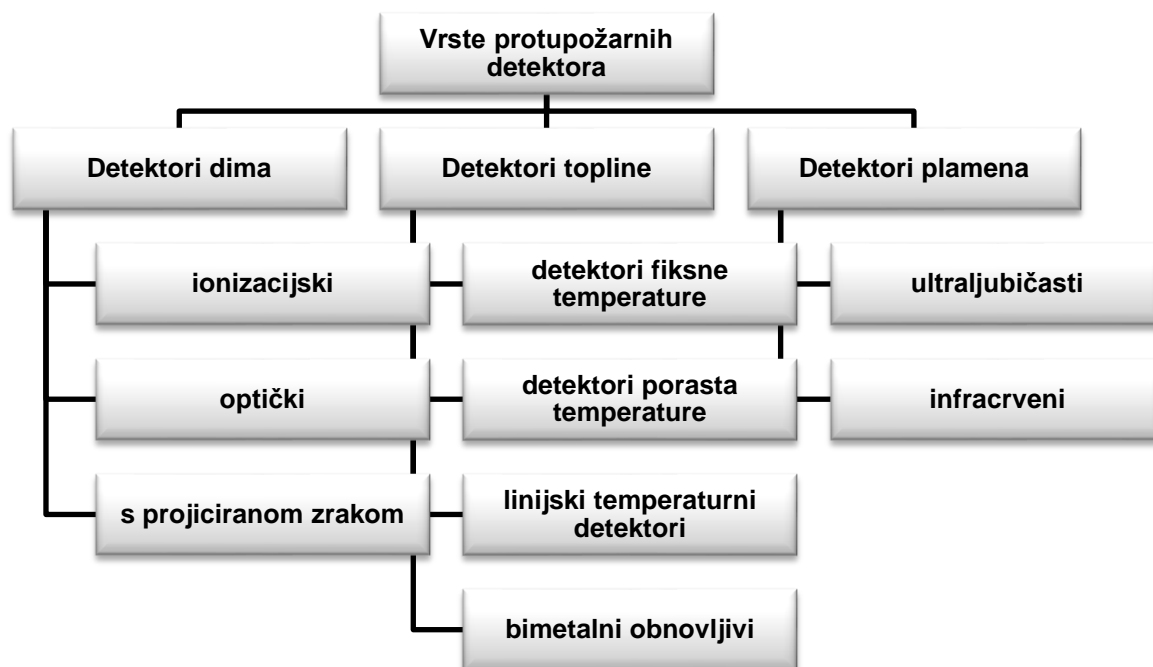 Vrste protupožarnih
detektora
Detektori dima
Detektori topline
Detektori plamena
ionizacijski
optički
s projiciranom zrakom
detektori fiksne
temperature
detektori porasta
temperature
linijski temperaturni
detektori
bimetalni obnovljivi
ultraljubičasti
infracrveni